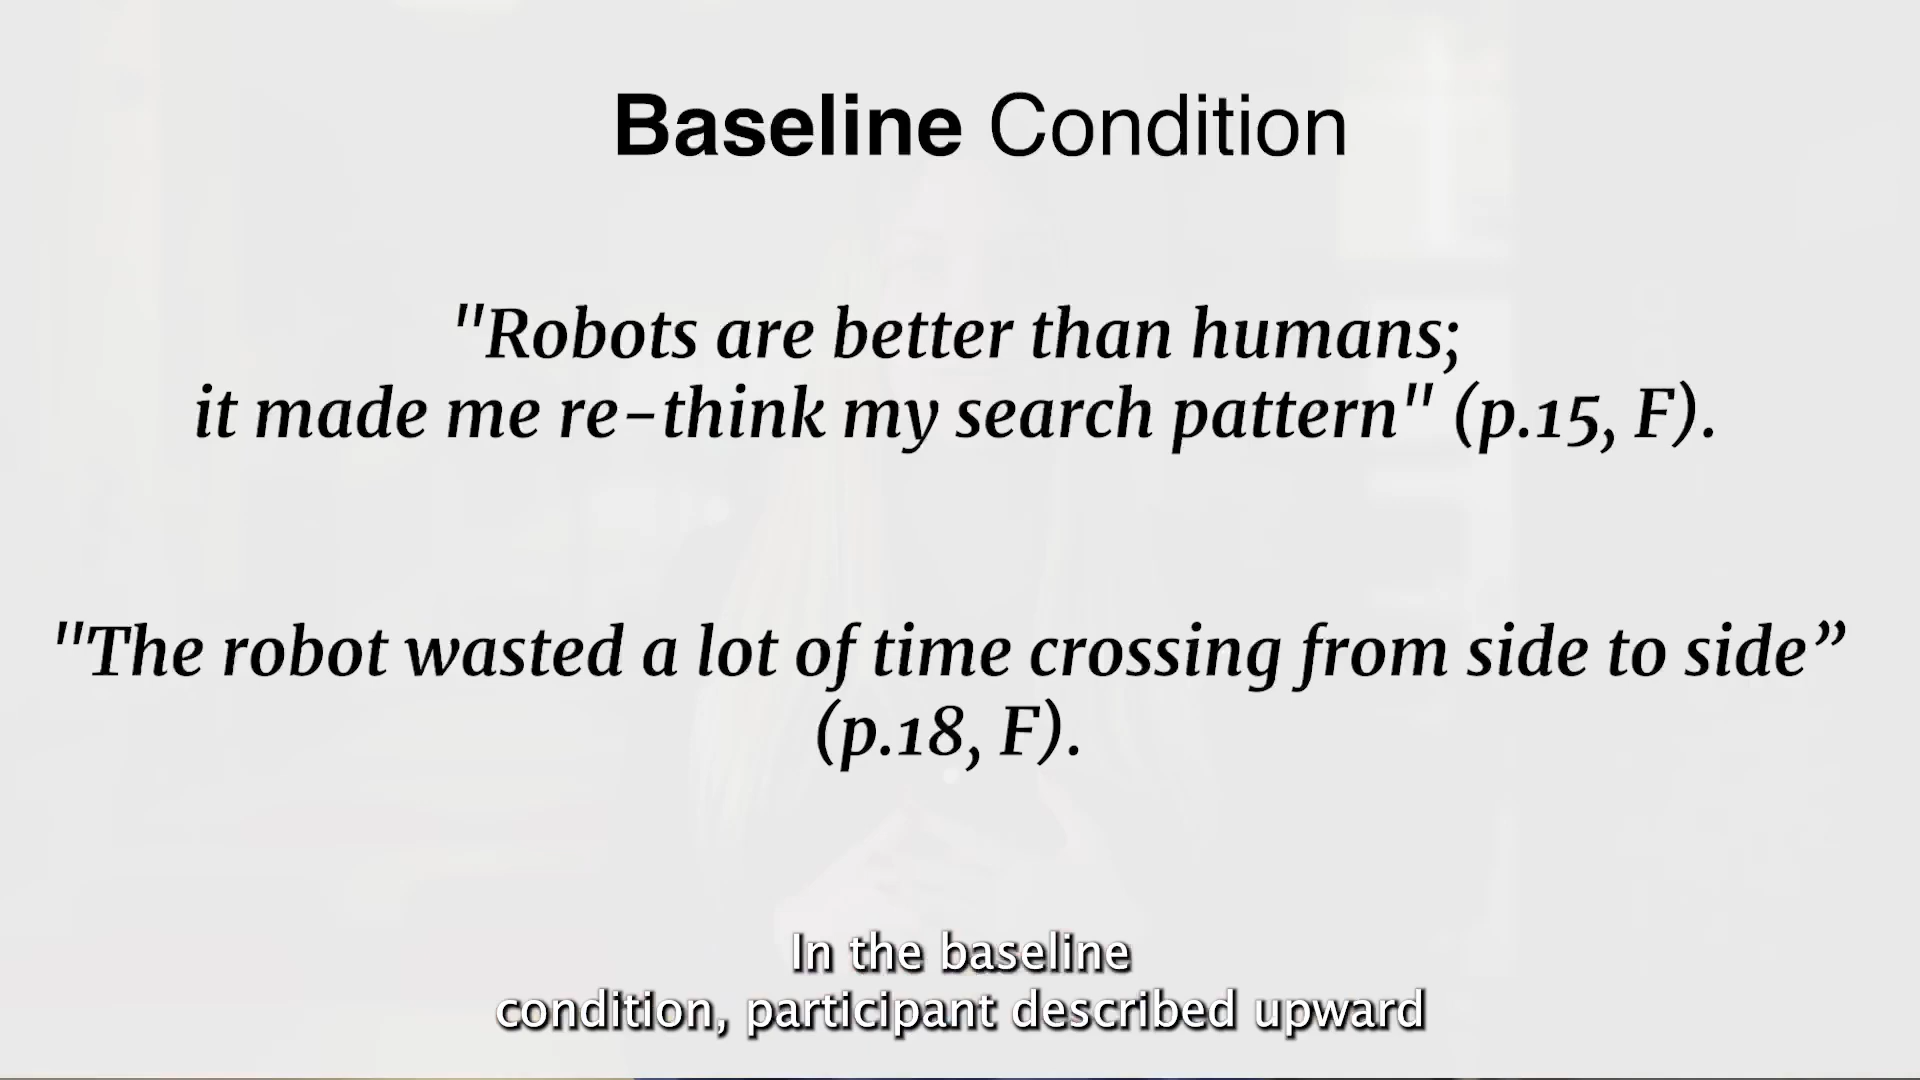 Baseline Condition
"Robots are better than humans;
it made me re-think my search pattern" (p.15, F).
"The robot wasted a lot of time crossing from side to side”
(p.18, F).
In the baseline
condition, participant described upward